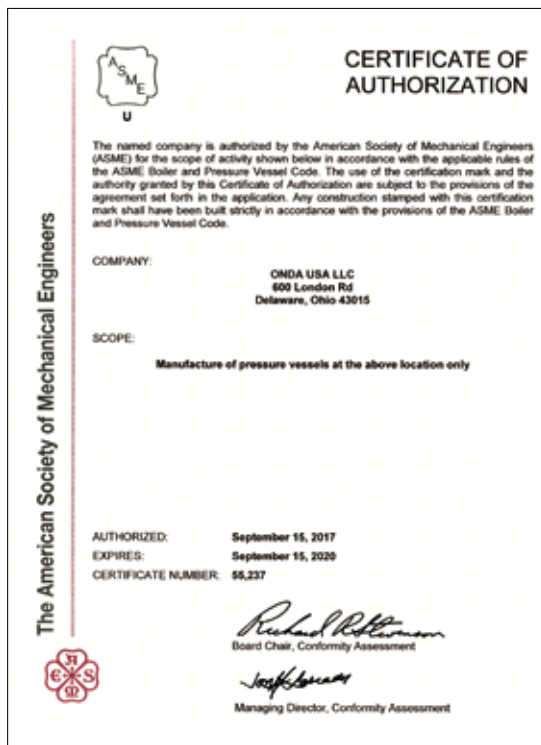 ASME
U
CERTIFICATE OF
AUTHORIZATION
The named company is authorized by the American Society of Mechanical Engineers
(ASME) for the scope of activity shown below in accordance with the applicable rules of
the ASME Boiler and Pressure Vessel Code. The use of the certification mark and the
authority granted by this Certificate of Authorization are subject to the provisions of the
agreement set forth in the application. Any construction stamped with this certification
mark shall have been built strictly in accordance with the provisions of the ASME Boiler
and Pressure Vessel Code.
COMPANY:
ONDA USA LLC
600 London Rd
Delaware, Ohio 43015
SCOPE:
Manufacture of pressure vessels at the above location only
AUTHORIZED: September 15, 2017
EXPIRES: September 15, 2020
CERTIFICATE NUMBER: 55,237
Board Chair, Conformity Assessment
Managing Director, Conformity Assessment
The American Society of Mechanical Engineers
ASME